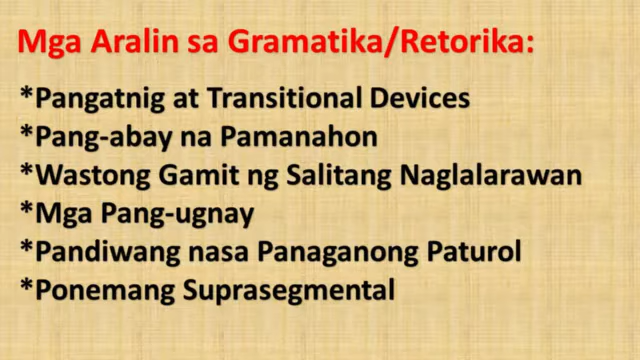 Mga Aralin sa Gramatika/Retorika:
*Pangatnig at Transitional Devices
*Pang-abay na Pamanahon
*Wastong Gamit ng Salitang Naglalarawan
*Mga Pang-ugnay
*Pandiwang nasa Panaganong Paturol
*Ponemang Suprasegmental